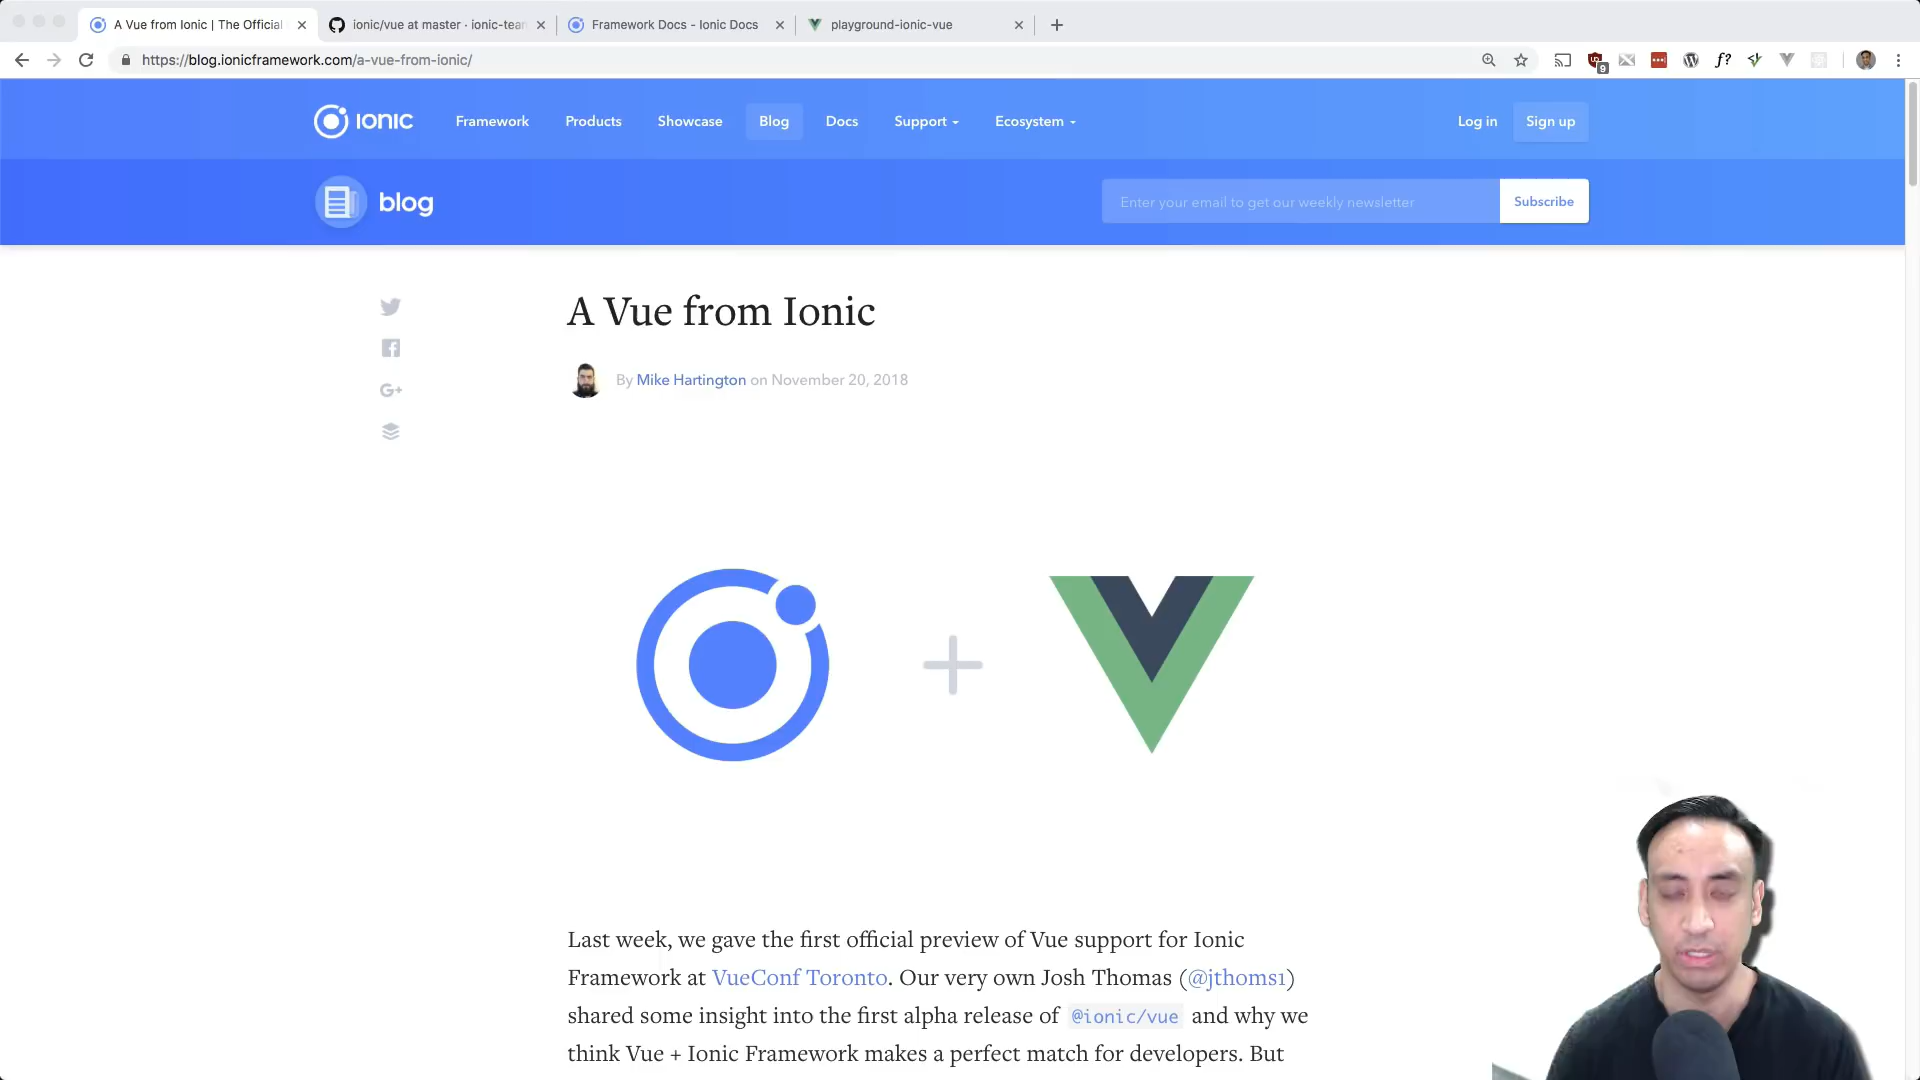 A Vue from Ionic | The Official
ionic/vue at master · ionic-tean
Framework Docs - Ionic Docs
playground-ionic-vue
https://blog.ionicframework.com/a-vue-from-ionic/
9
f?
ionic
Framework
Products
Showcase
Blog
Docs
Support
Ecosystem
Log in
Sign up
blog
Enter your email to get our weekly newsletter
Subscribe
A Vue from Ionic
By Mike Hartington on November 20, 2018
Last week, we gave the first official preview of Vue support for Ionic
Framework at VueConf Toronto. Our very own Josh Thomas (@jthoms1)
shared some insight into the first alpha release of @ionic/vue and why we
think Vue + Ionic Framework makes a perfect match for developers. But